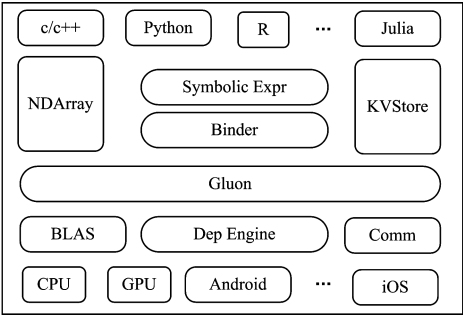 c/c++ Python R ··· Julia
NDArray
Symbolic Expr
Binder
KVStore
Gluon
BLAS Dep Engine Comm
CPU GPU Android ··· iOS